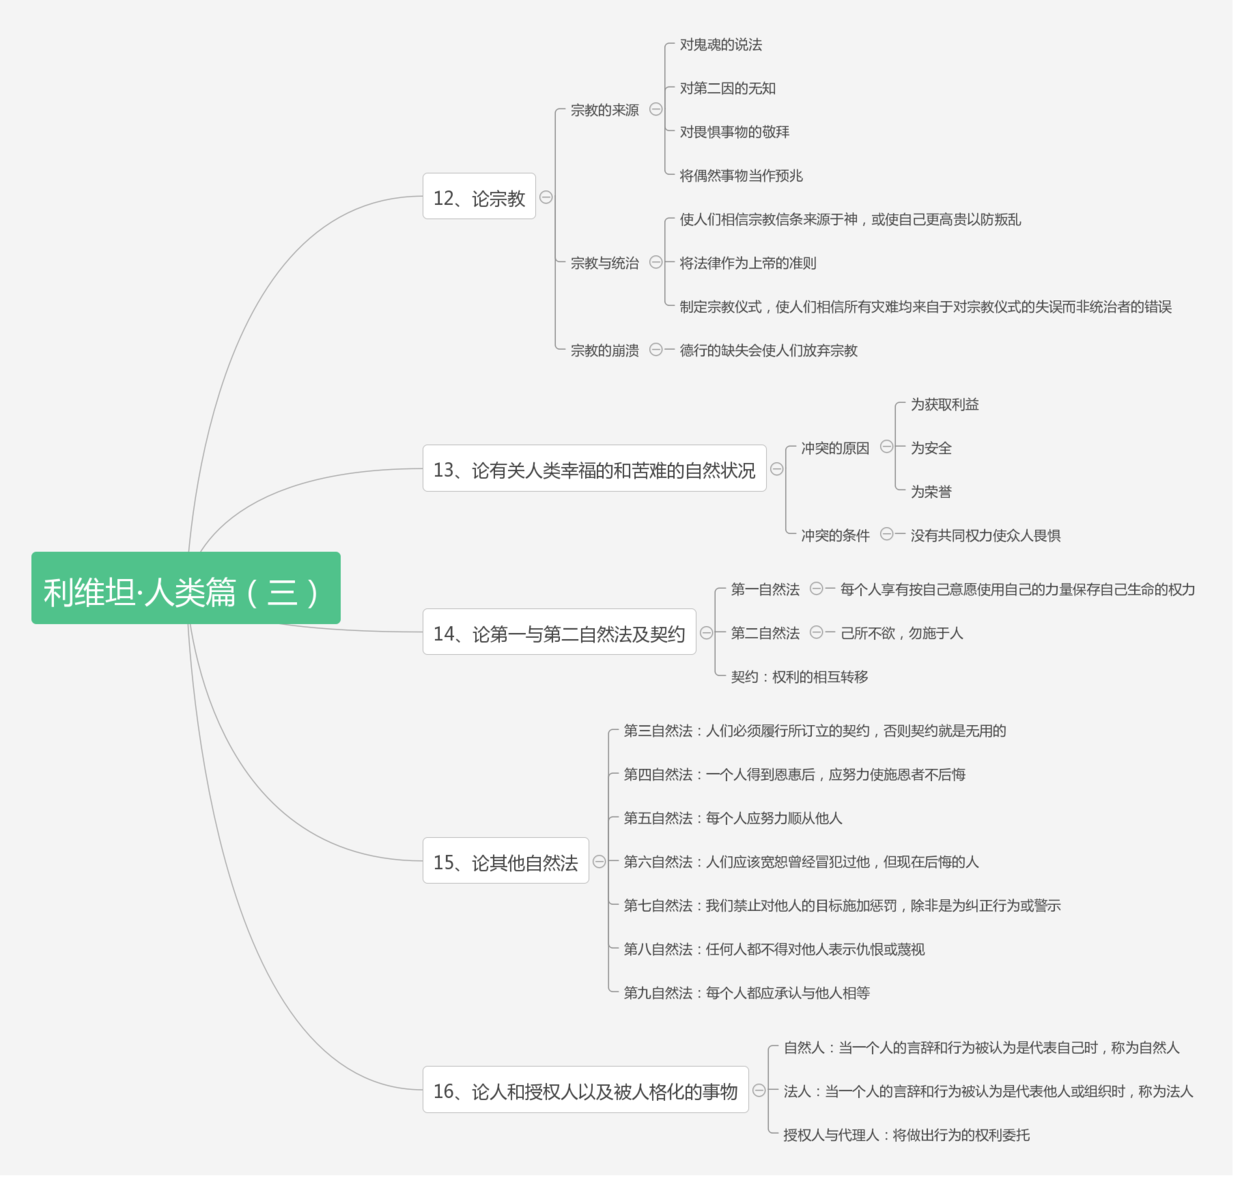 利维坦·人类篇（三）
12、论宗教
宗教的来源
对鬼魂的说法
对第二因的无知
对畏惧事物的敬拜
将偶然事物当作预兆
宗教与统治
使人们相信宗教信条来源于神，或使自己更高贵以防叛乱
将法律作为上帝的准则
制定宗教仪式，使人们相信所有灾难均来自于对宗教仪式的失误而非统治者的错误
宗教的崩溃
德行的缺失会使人们放弃宗教
13、论有关人类幸福的和苦难的自然状况
冲突的原因
为获取利益
为安全
为荣誉
冲突的条件
没有共同权力使众人畏惧
14、论第一与第二自然法及契约
第一自然法
每个人享有按自己意愿使用自己的力量保存自己生命的权力
第二自然法
己所不欲，勿施于人
契约：权利的相互转移
15、论其他自然法
第三自然法：人们必须履行所订立的契约，否则契约就是无用的
第四自然法：一个人得到恩惠后，应努力使施恩者不后悔
第五自然法：每个人应努力顺从他人
第六自然法：人们应该宽恕曾经冒犯过他，但现在后悔的人
第七自然法：我们禁止对他人的目标施加惩罚，除非是为纠正行为或警示
第八自然法：任何人都不得对他人表示仇恨或蔑视
第九自然法：每个人都应承认与他人相等
16、论人和授权人以及被人格化的事物
自然人：当一个人的言辞和行为被认为是代表自己时，称为自然人
法人：当一个人的言辞和行为被认为是代表他人或组织时，称为法人
授权人与代理人：将做出行为的权利委托